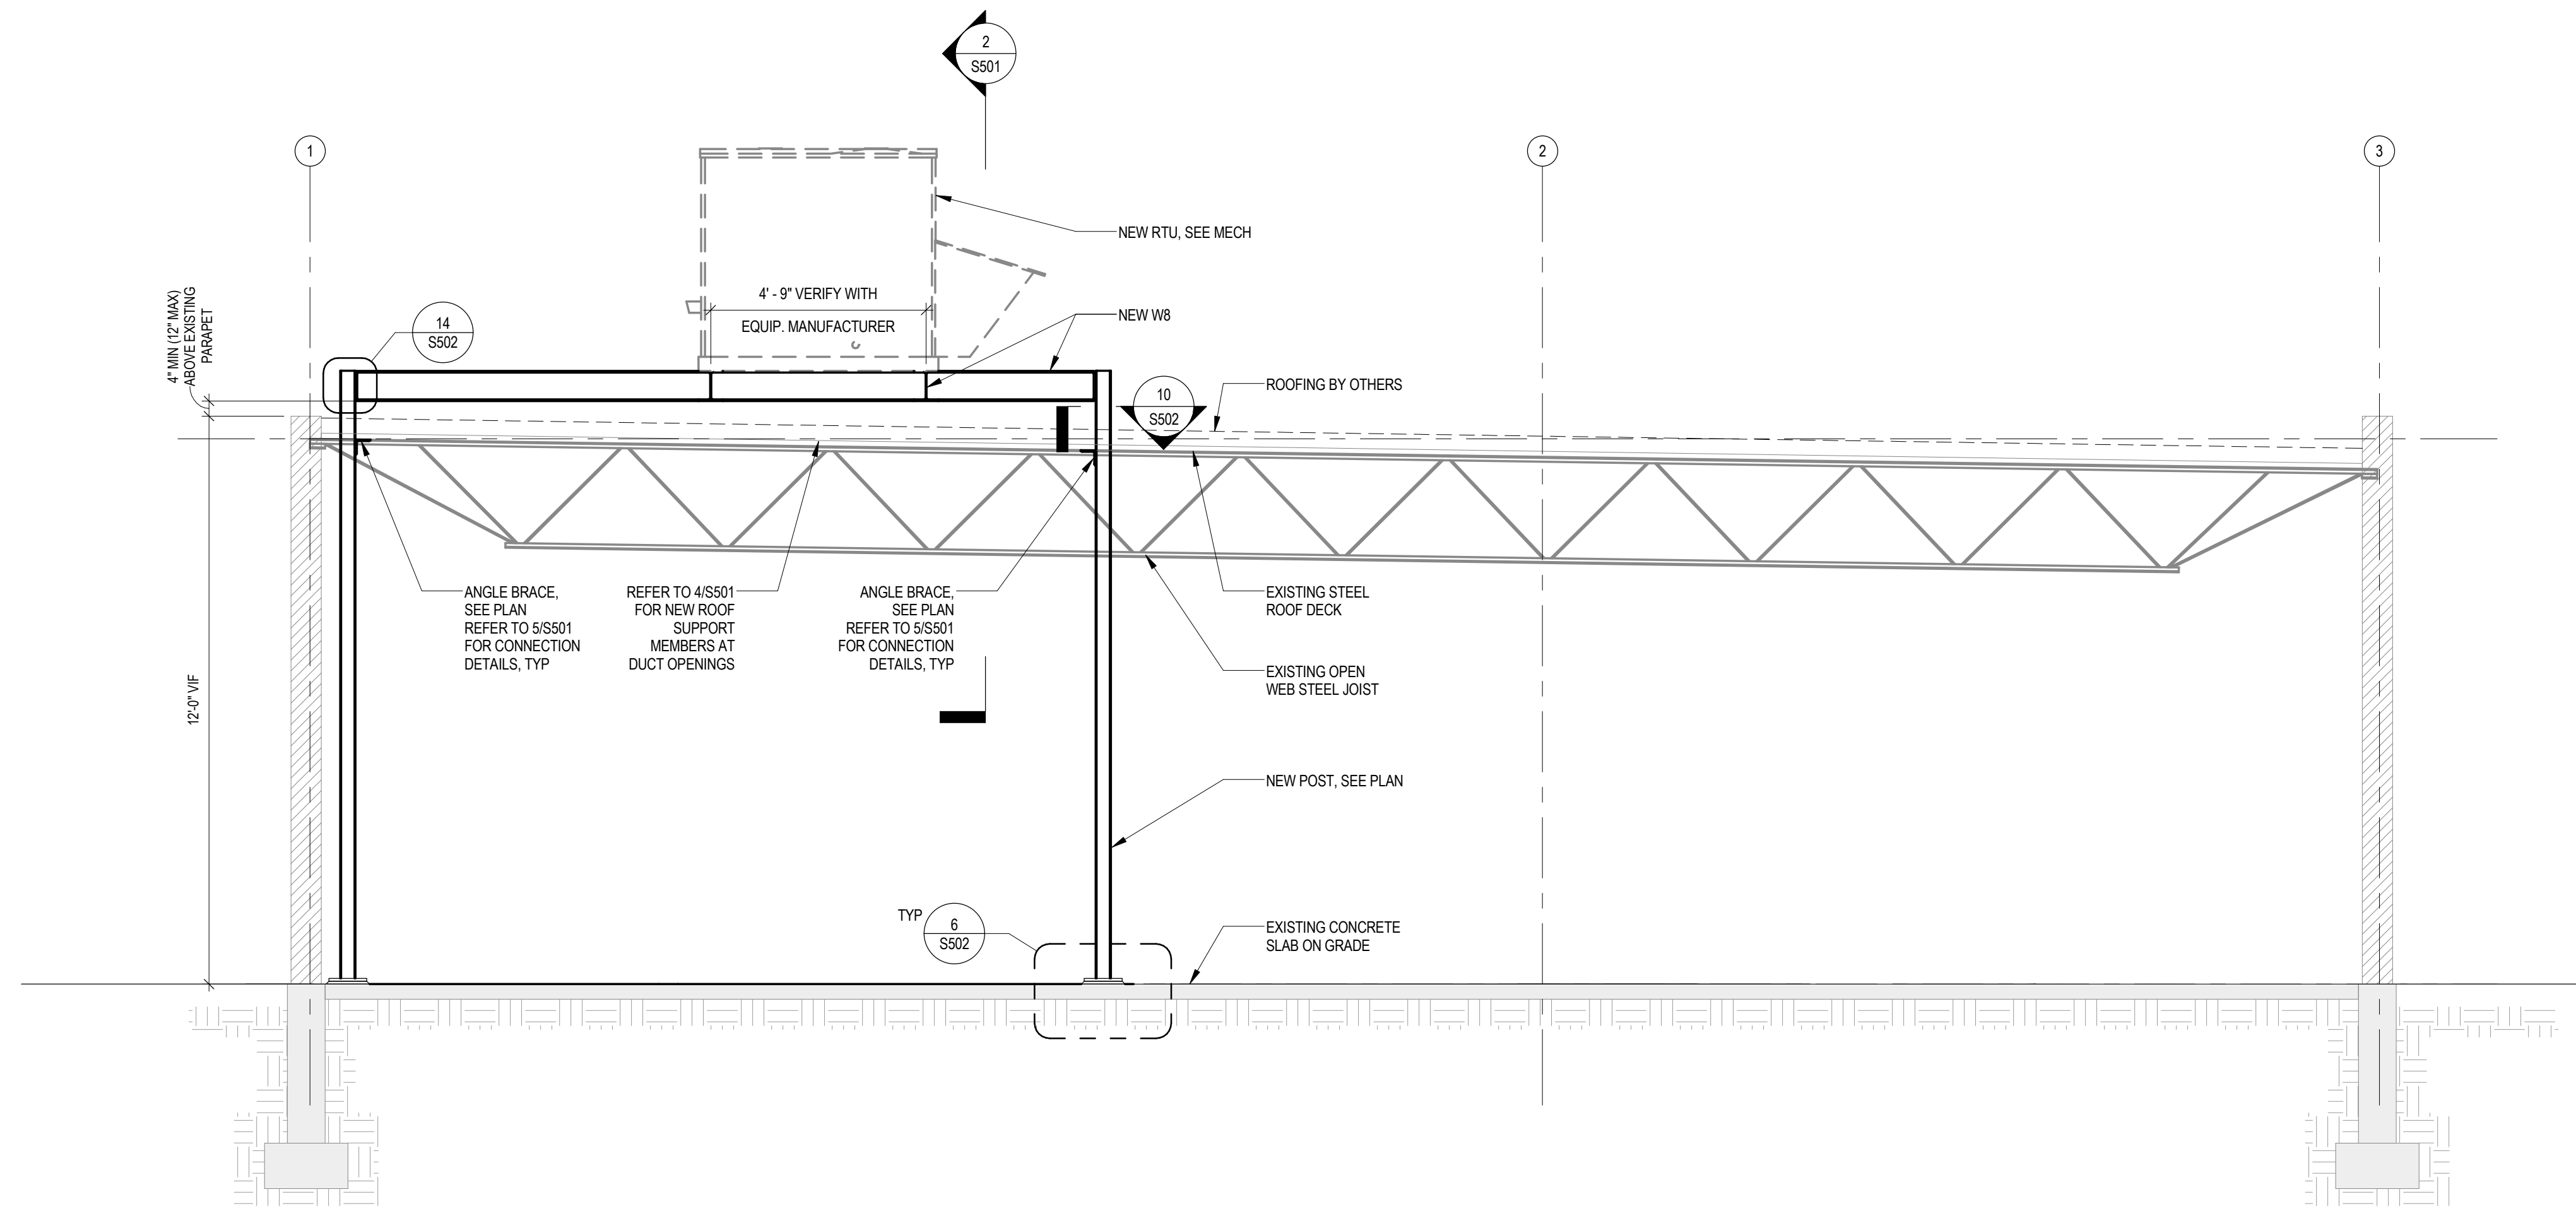 2
S501
1
2
3
NEW RTU, SEE MECH
4' - 9" VERIFY WITH
EQUIP. MANUFACTURER
NEW W8
4" MIN (12" MAX)
ABOVE EXISTING
PARAPET
14
S502
ROOFING BY OTHERS
10
S502
ANGLE BRACE,
SEE PLAN
REFER TO 5/S501
FOR CONNECTION
DETAILS, TYP
REFER TO 4/S501
FOR NEW ROOF
SUPPORT
MEMBERS AT
DUCT OPENINGS
ANGLE BRACE,
SEE PLAN
REFER TO 5/S501
FOR CONNECTION
DETAILS, TYP
EXISTING STEEL
ROOF DECK
EXISTING OPEN
WEB STEEL JOIST
12'-0" VIF
NEW POST, SEE PLAN
TYP
6
S502
EXISTING CONCRETE
SLAB ON GRADE